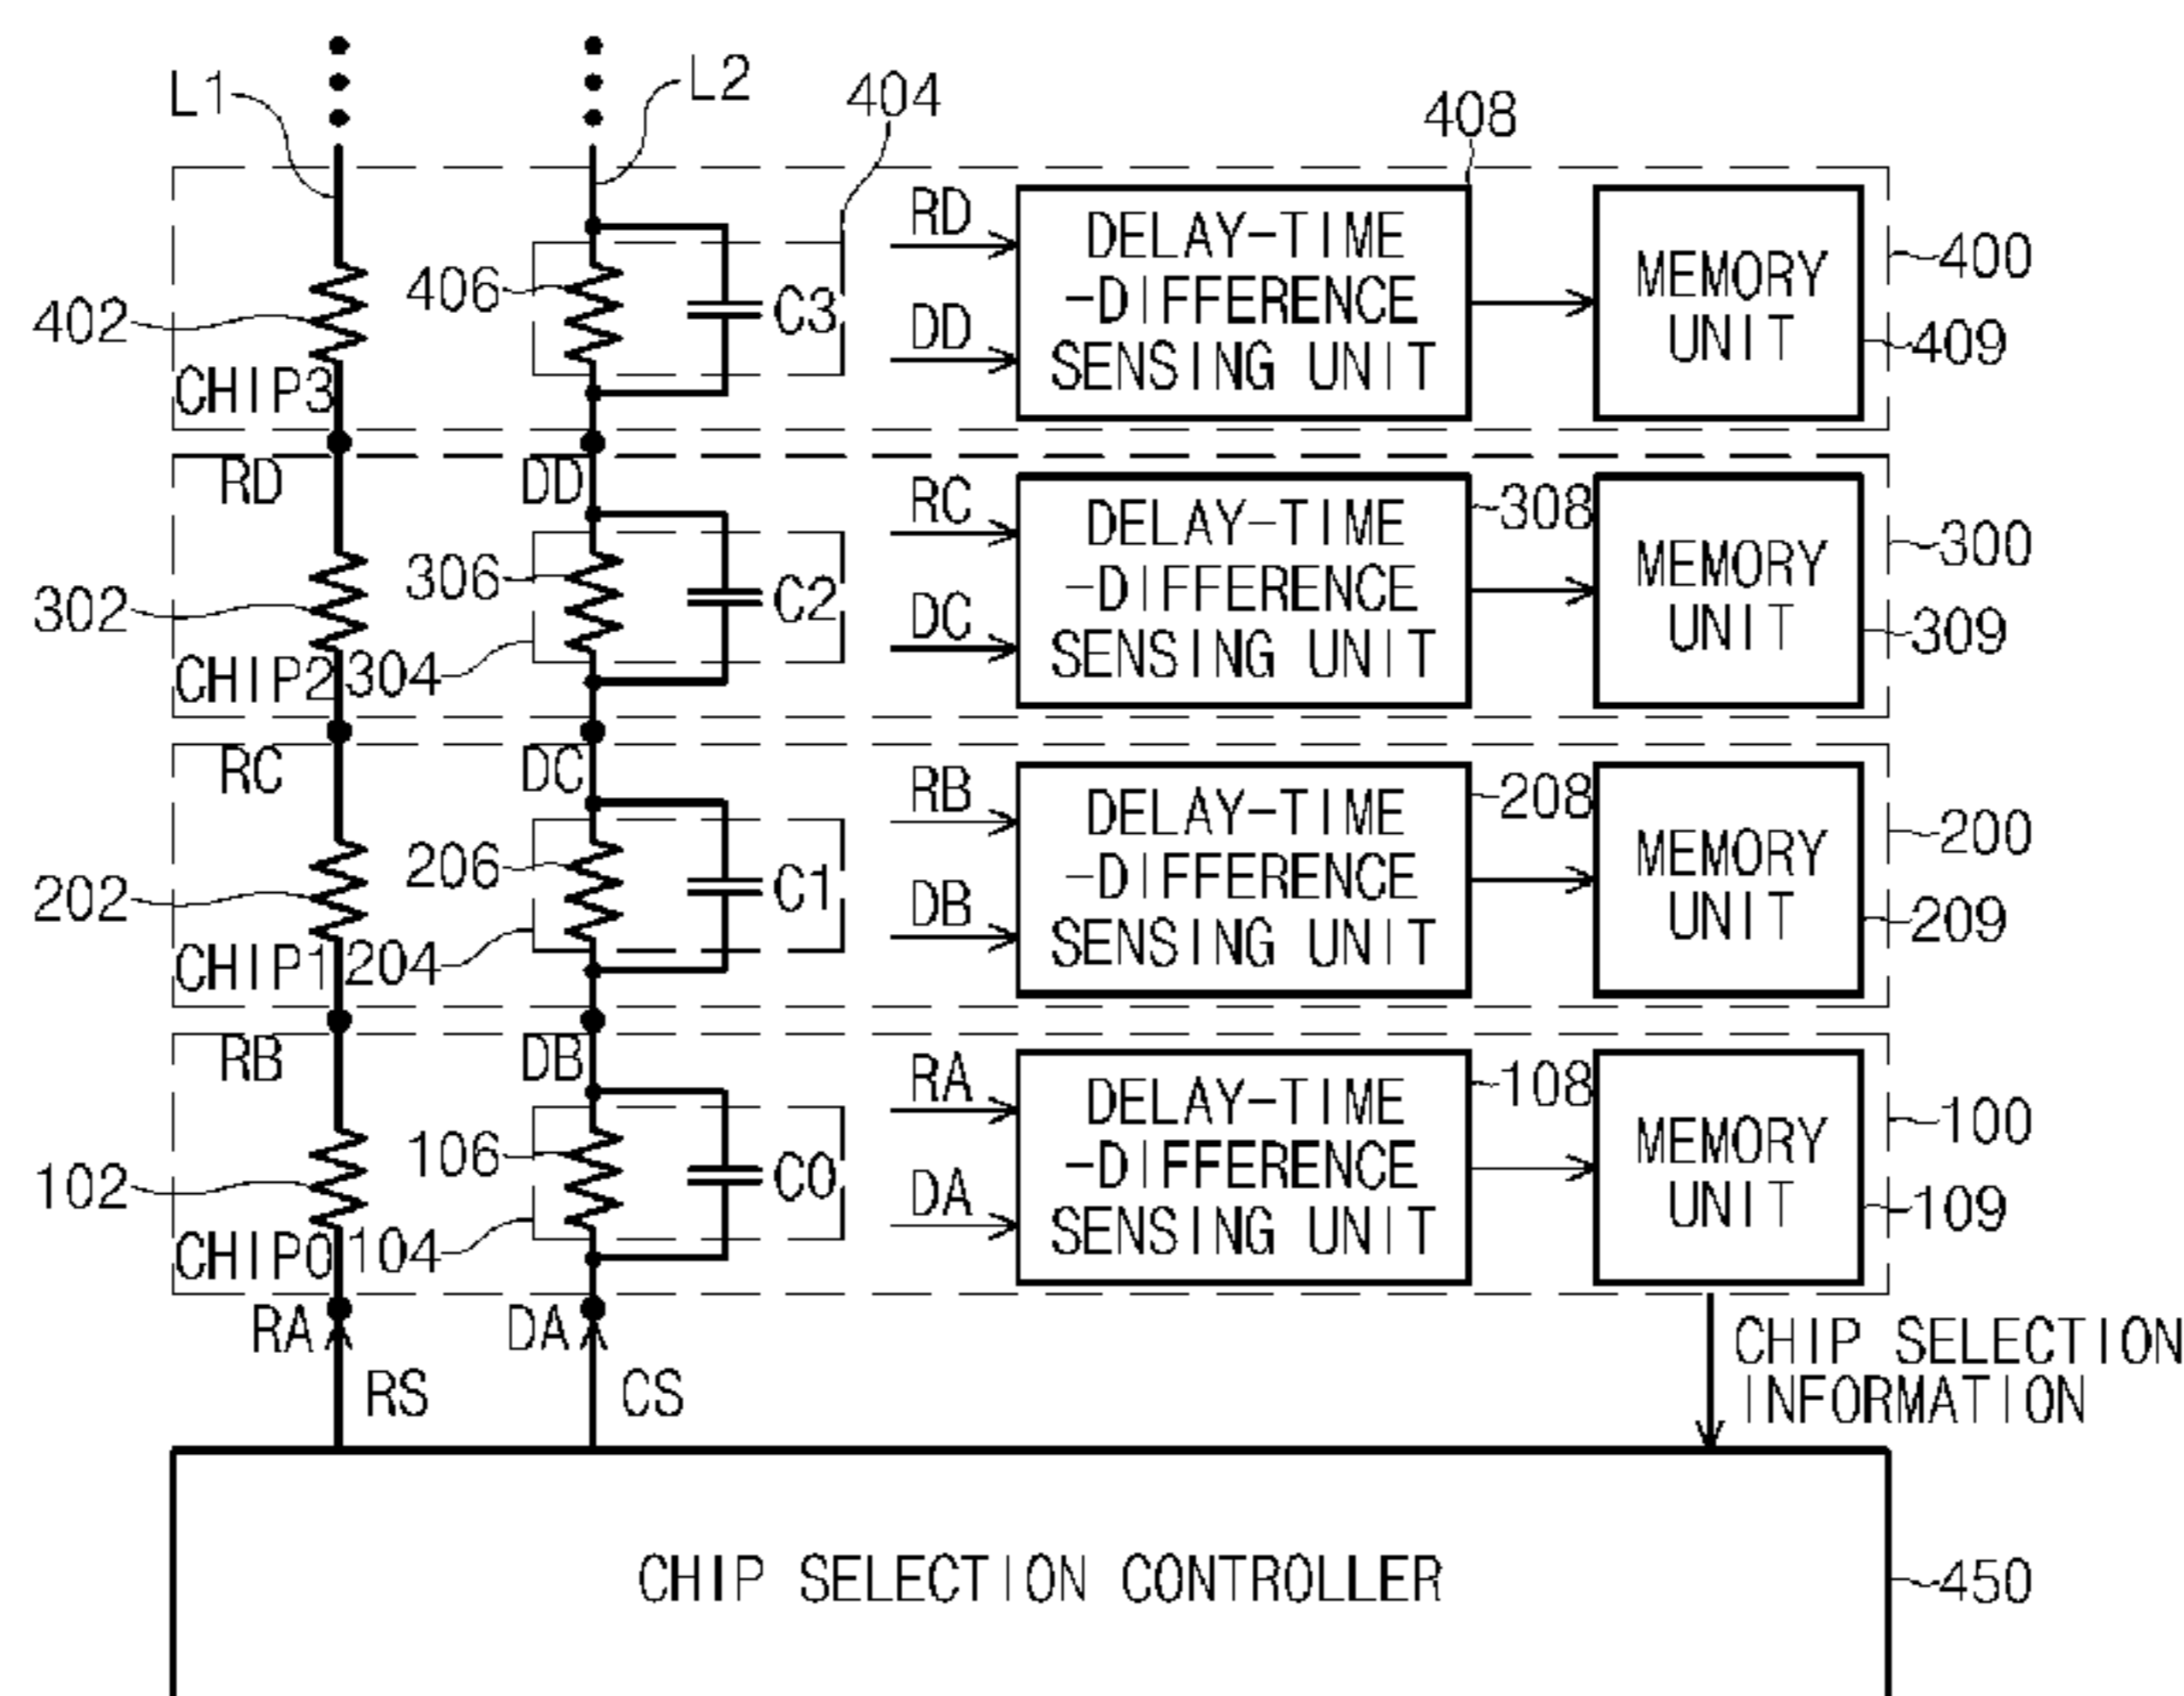 L1
L2
404
408
RD
DD
DELAY-TIME
-DIFFERENCE
SENSING UNIT
MEMORY
UNIT
400
409
402
406
C3
CHIP3
RD
DD
RC
DC
DELAY-TIME
-DIFFERENCE
SENSING UNIT
308
MEMORY
UNIT
300
309
302
306
304
C2
CHIP2
RC
DC
RB
DB
DELAY-TIME
-DIFFERENCE
SENSING UNIT
208
MEMORY
UNIT
200
209
202
206
204
C1
CHIP1
RB
DB
RA
DA
DELAY-TIME
-DIFFERENCE
SENSING UNIT
108
MEMORY
UNIT
100
109
102
106
104
C0
CHIP0
RA
DA
RS
CS
CHIP SELECTION
INFORMATION
CHIP SELECTION CONTROLLER
450